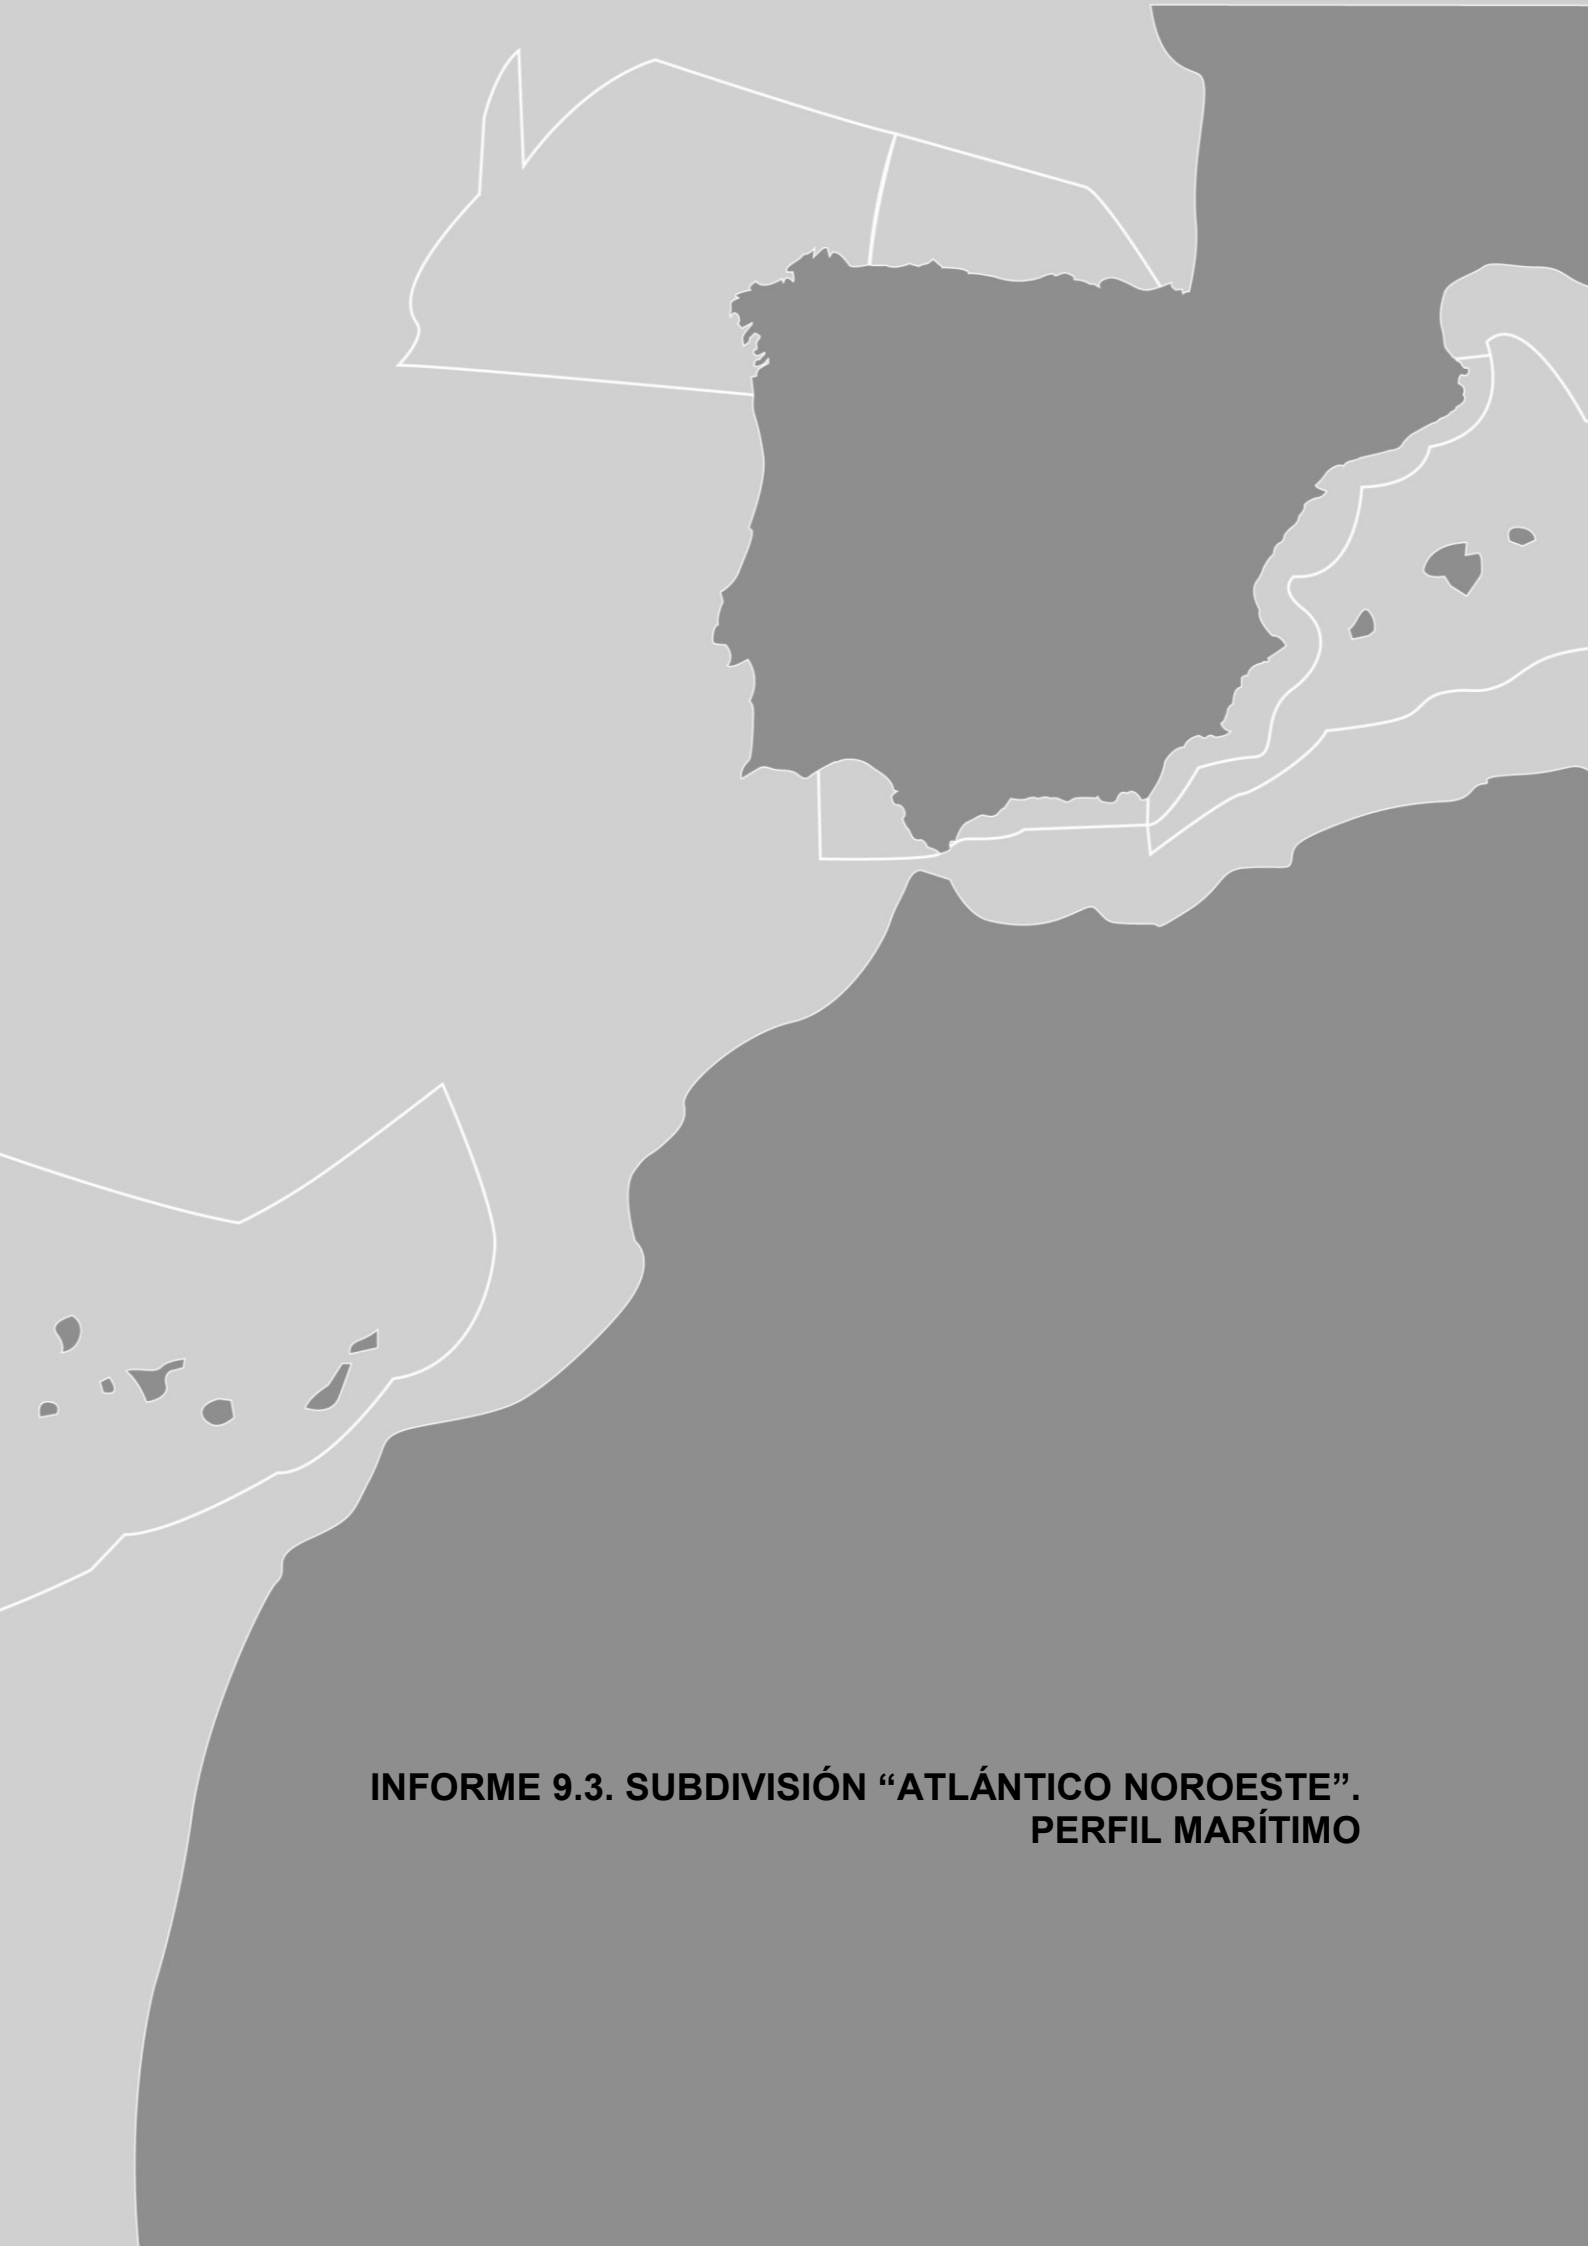 INFORME 9.3. SUBDIVISIÓN “ATLÁNTICO NOROESTE”.
PERFIL MARÍTIMO